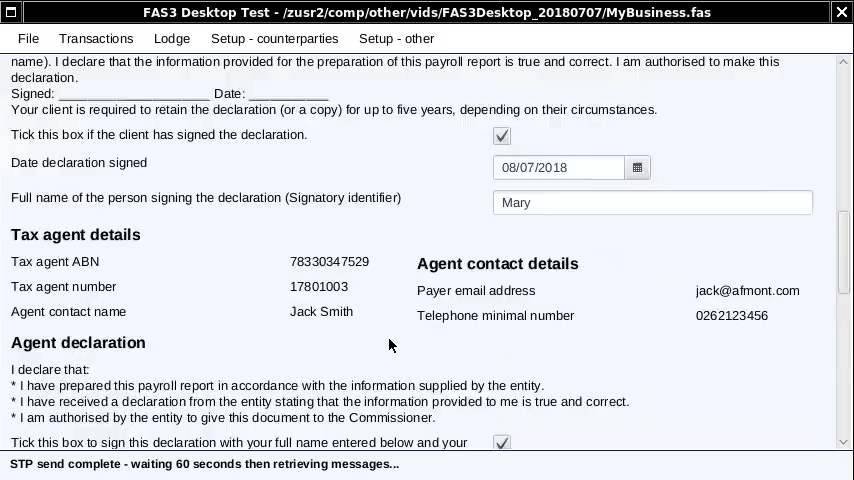 FAS3 Desktop Test - /zusr2/comp/other/vids/FAS3Desktop_20180707/MyBusiness.fas
File Transactions Lodge Setup - counterparties Setup - other
name). I declare that the information provided for the preparation of this payroll report is true and correct. I am authorised to make this
declaration.
Signed: ______________________ Date: ____________
Your client is required to retain the declaration (or a copy) for up to five years, depending on their circumstances.
Tick this box if the client has signed the declaration.
Date declaration signed 08/07/2018
Full name of the person signing the declaration (Signatory identifier) Mary
Tax agent details
Tax agent ABN 78330347529
Tax agent number 17801003
Agent contact name Jack Smith
Agent contact details
Payer email address jack@afmont.com
Telephone minimal number 0262123456
Agent declaration
I declare that:
* I have prepared this payroll report in accordance with the information supplied by the entity.
* I have received a declaration from the entity stating that the information provided to me is true and correct.
* I am authorised by the entity to give this document to the Commissioner.
Tick this box to sign this declaration with your full name entered below and your
STP send complete - waiting 60 seconds then retrieving messages...